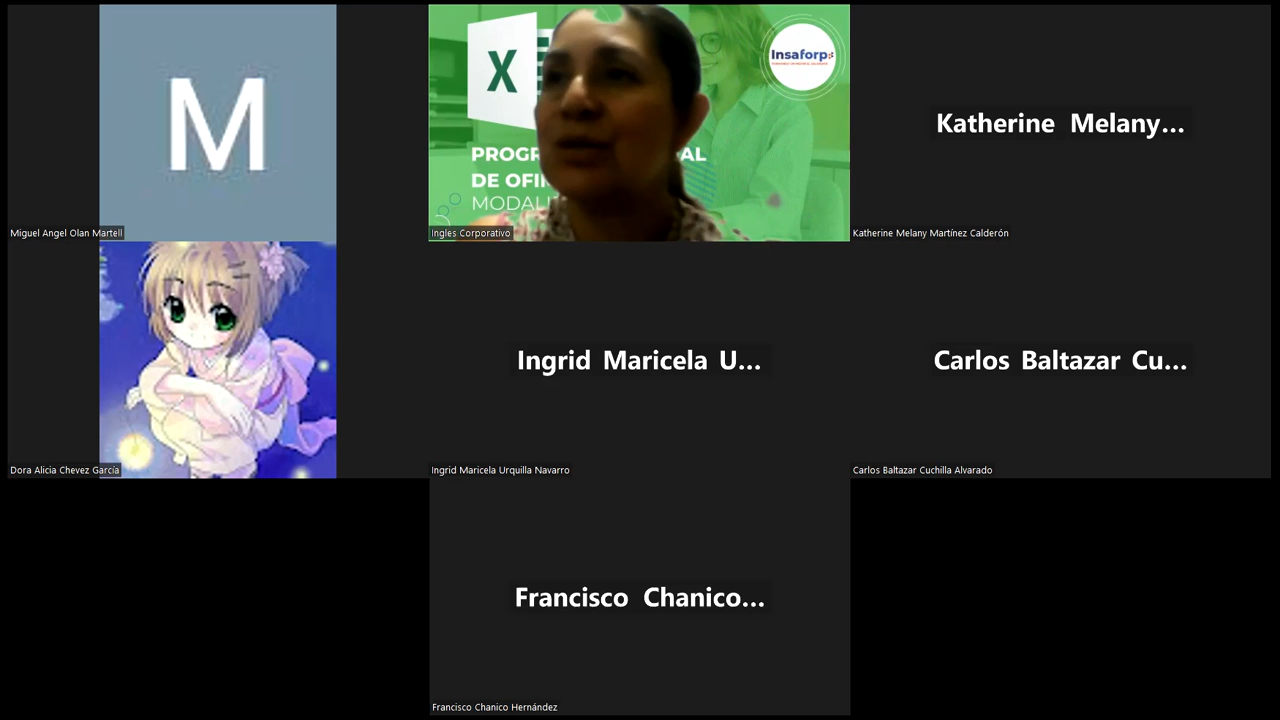 M
Miguel Angel Olan Martell
X
Insaforp
PROGR
AL
DE OFI
MODALI
Ingles Corporativo
Katherine Melany...
Katherine Melany Martínez Calderón
Dora Alicia Chevez García
Ingrid Maricela U...
Ingrid Maricela Urquilla Navarro
Carlos Baltazar Cu...
Carlos Baltazar Cuchilla Alvarado
Francisco Chanico...
Francisco Chanico Hernández